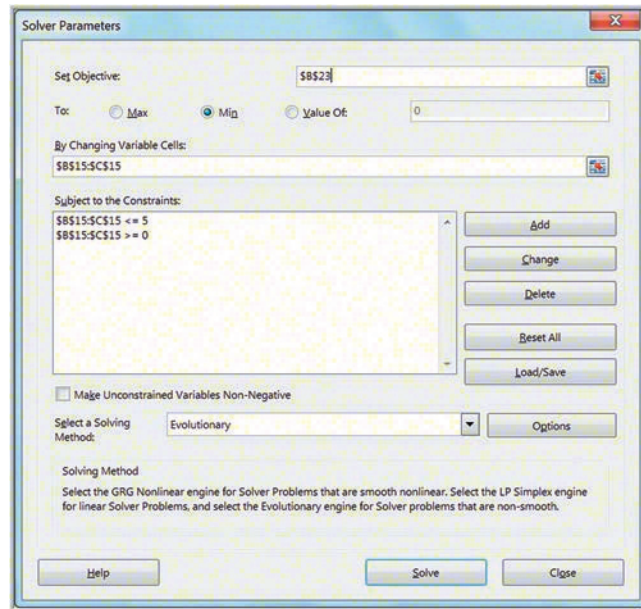 Solver Parameters
Set Objective: $B$23
To: Max Min Value Of: 0
By Changing Variable Cells:
$B$15:$C$15
Subject to the Constraints:
$B$15:$C$15 <= 5
$B$15:$C$15 >= 0
Add
Change
Delete
Reset All
Load/Save
Make Unconstrained Variables Non-Negative
Select a Solving Method: Evolutionary
Options
Solving Method
Select the GRG Nonlinear engine for Solver Problems that are smooth nonlinear. Select the LP Simplex engine
for linear Solver Problems, and select the Evolutionary engine for Solver problems that are non-smooth.
Help Solve Close